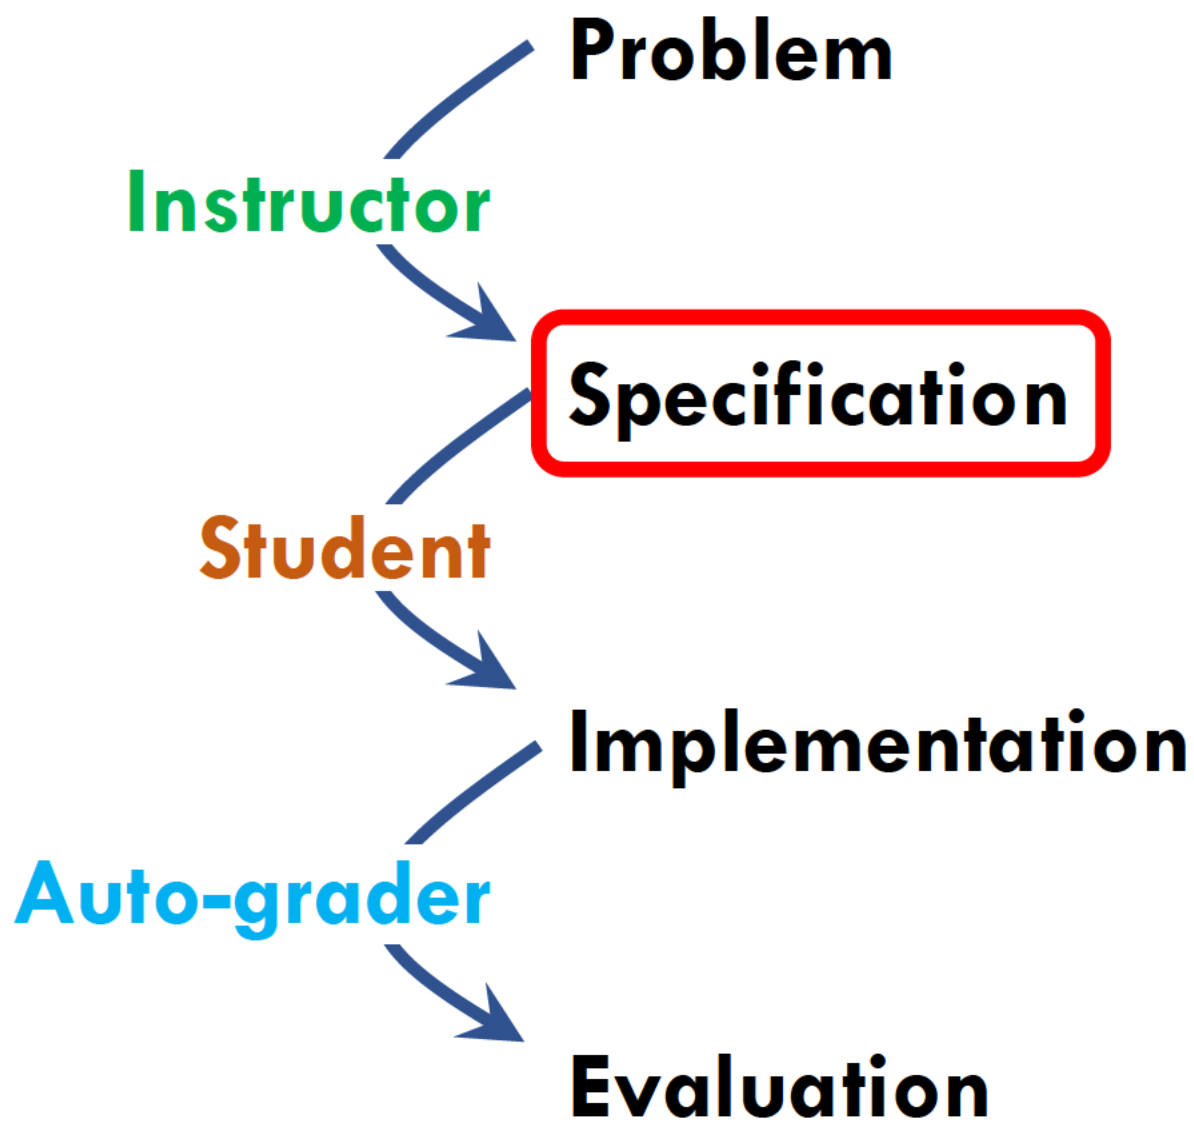 Problem
Instructor
Specification
Student
Implementation
Auto-grader
Evaluation